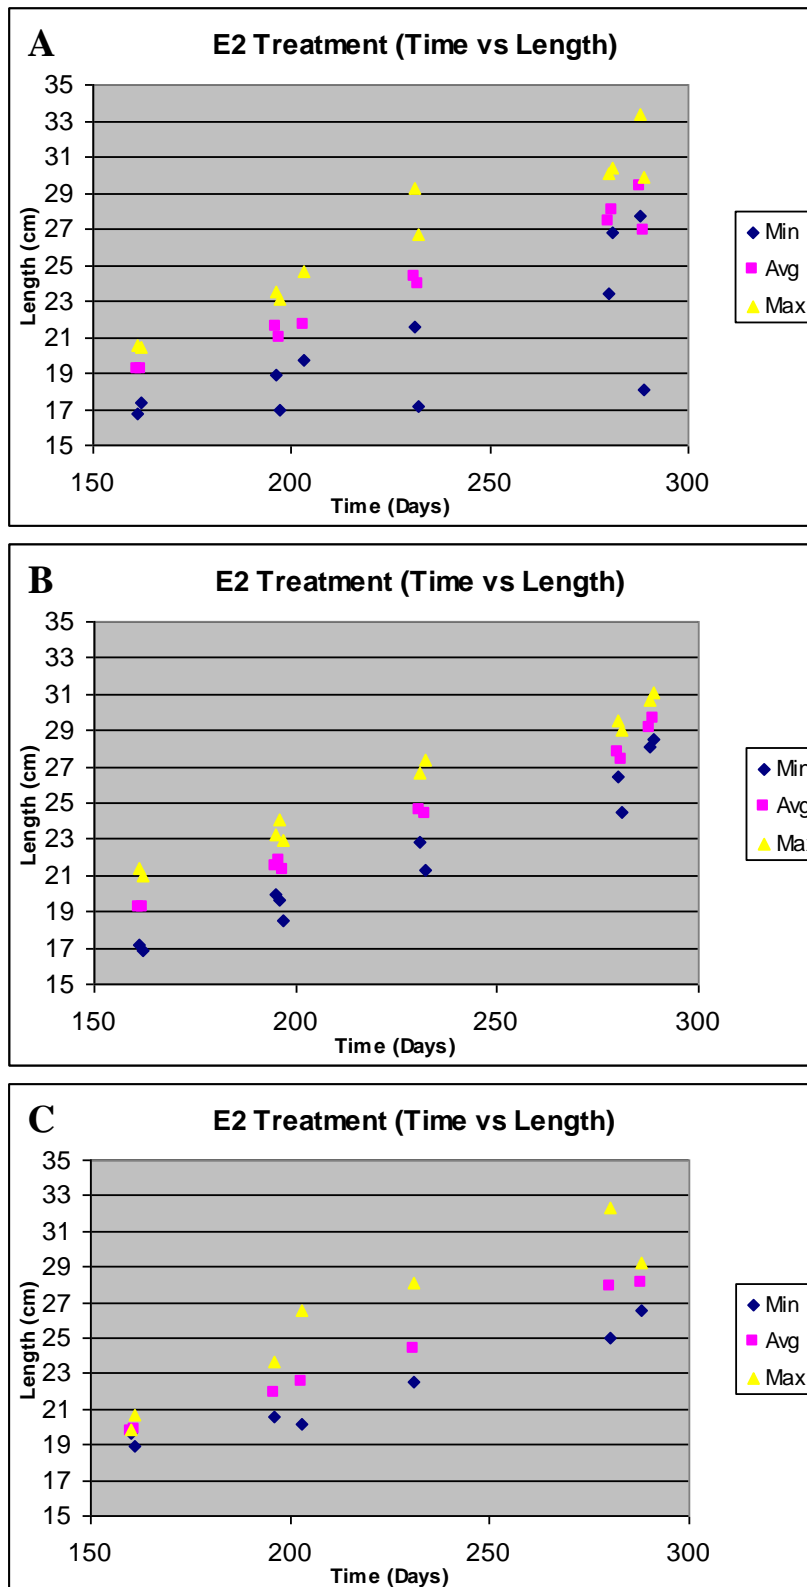 A
E2 Treatment (Time vs Length)
35
33
31
29
27
25
23
21
19
17
15
Length (cm)
150 200 250 300
Time (Days)
Min
Avg
Max
B
E2 Treatment (Time vs Length)
35
33
31
29
27
25
23
21
19
17
15
Length (cm)
150 200 250 300
Time (Days)
Min
Avg
Max
C
E2 Treatment (Time vs Length)
35
33
31
29
27
25
23
21
19
17
15
Length (cm)
150 200 250 300
Time (Days)
Min
Avg
Max